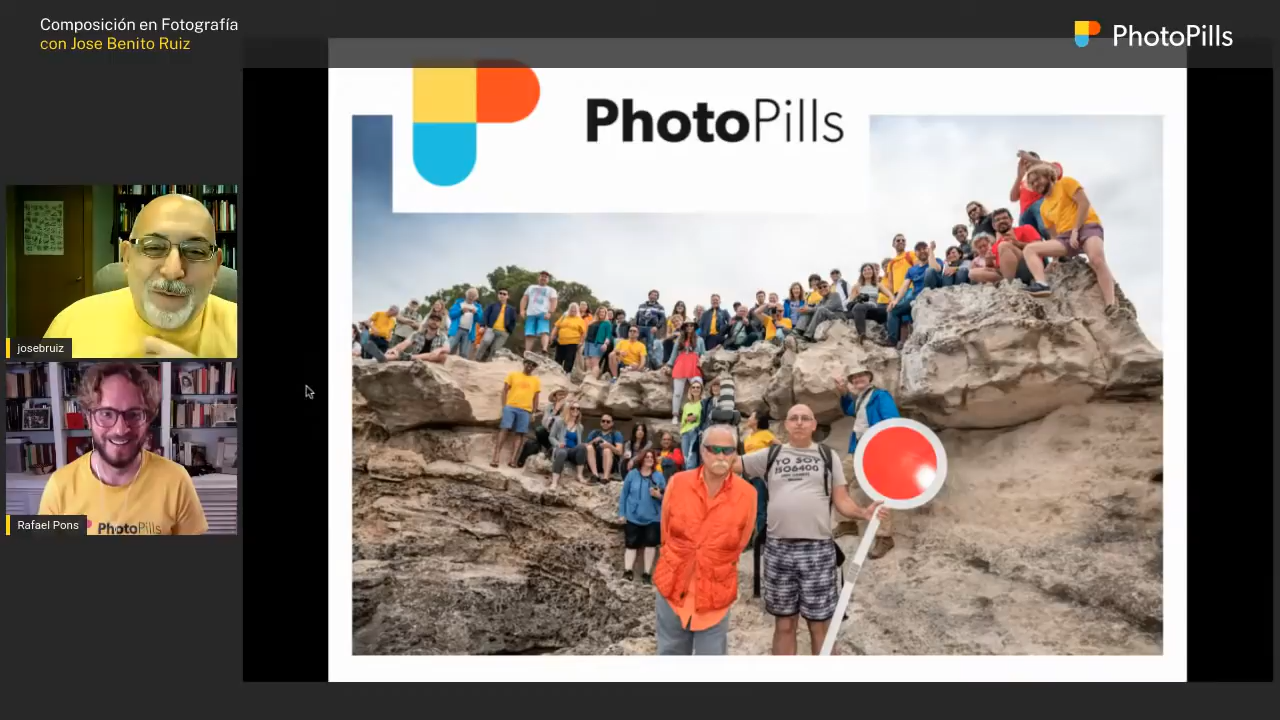 Composición en Fotografía
con Jose Benito Ruiz
PhotoPills
PhotoPills
josebruiz
YO SOY
ISO6400
Rafael Pons
PhotoPills